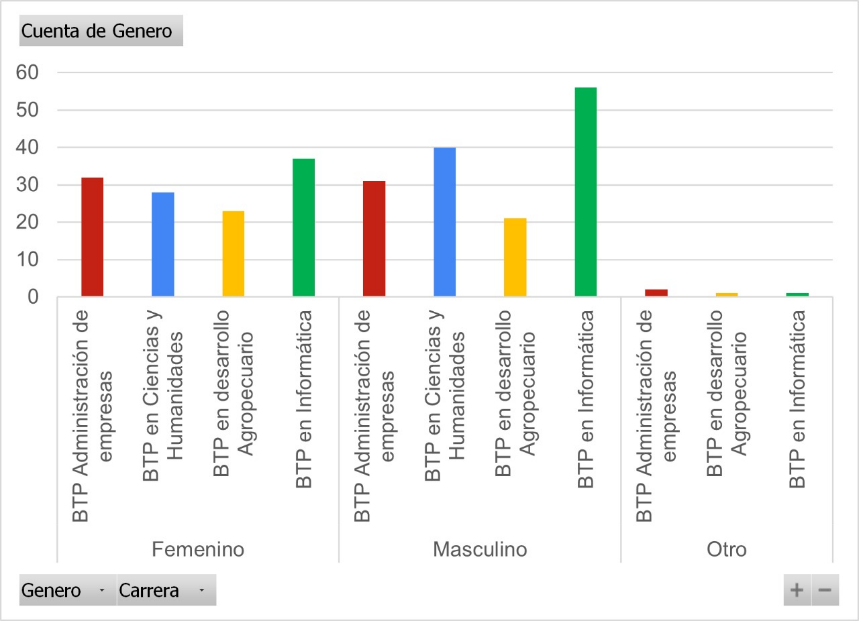 Cuenta de Genero
60
50
40
30
20
10
0
BTP Administración de
empresas
BTP en Ciencias y
Humanidades
BTP en desarrollo
Agropecuario
BTP en Informática
BTP Administración de
empresas
BTP en Ciencias y
Humanidades
BTP en desarrollo
Agropecuario
BTP en Informática
BTP Administración de
empresas
BTP en desarrollo
Agropecuario
BTP en Informática
Femenino
Masculino
Otro
Genero
Carrera
+ −